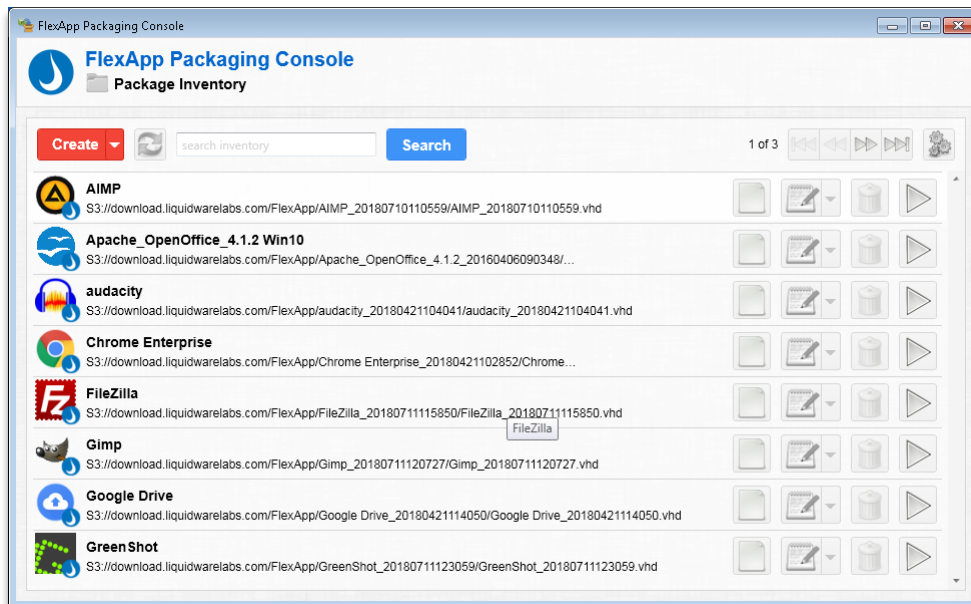 FlexApp Packaging Console
FlexApp Packaging Console
Package Inventory
Create
search inventory
Search
1 of 3
AIMP
S3://download.liquidwarelabs.com/FlexApp/AIMP_20180710110559/AIMP_20180710110559.vhd
Apache_OpenOffice_4.1.2 Win10
S3://download.liquidwarelabs.com/FlexApp/Apache_OpenOffice_4.1.2_20160406090348/...
audacity
S3://download.liquidwarelabs.com/FlexApp/audacity_20180421104041/audacity_20180421104041.vhd
Chrome Enterprise
S3://download.liquidwarelabs.com/FlexApp/Chrome Enterprise_20180421102852/Chrome...
FileZilla
S3://download.liquidwarelabs.com/FlexApp/FileZilla_20180711115850/FileZilla_20180711115850.vhd
FileZilla
Gimp
S3://download.liquidwarelabs.com/FlexApp/Gimp_20180711120727/Gimp_20180711120727.vhd
Google Drive
S3://download.liquidwarelabs.com/FlexApp/Google Drive_20180421114050/Google Drive_20180421114050.vhd
GreenShot
S3://download.liquidwarelabs.com/FlexApp/GreenShot_20180711123059/GreenShot_20180711123059.vhd